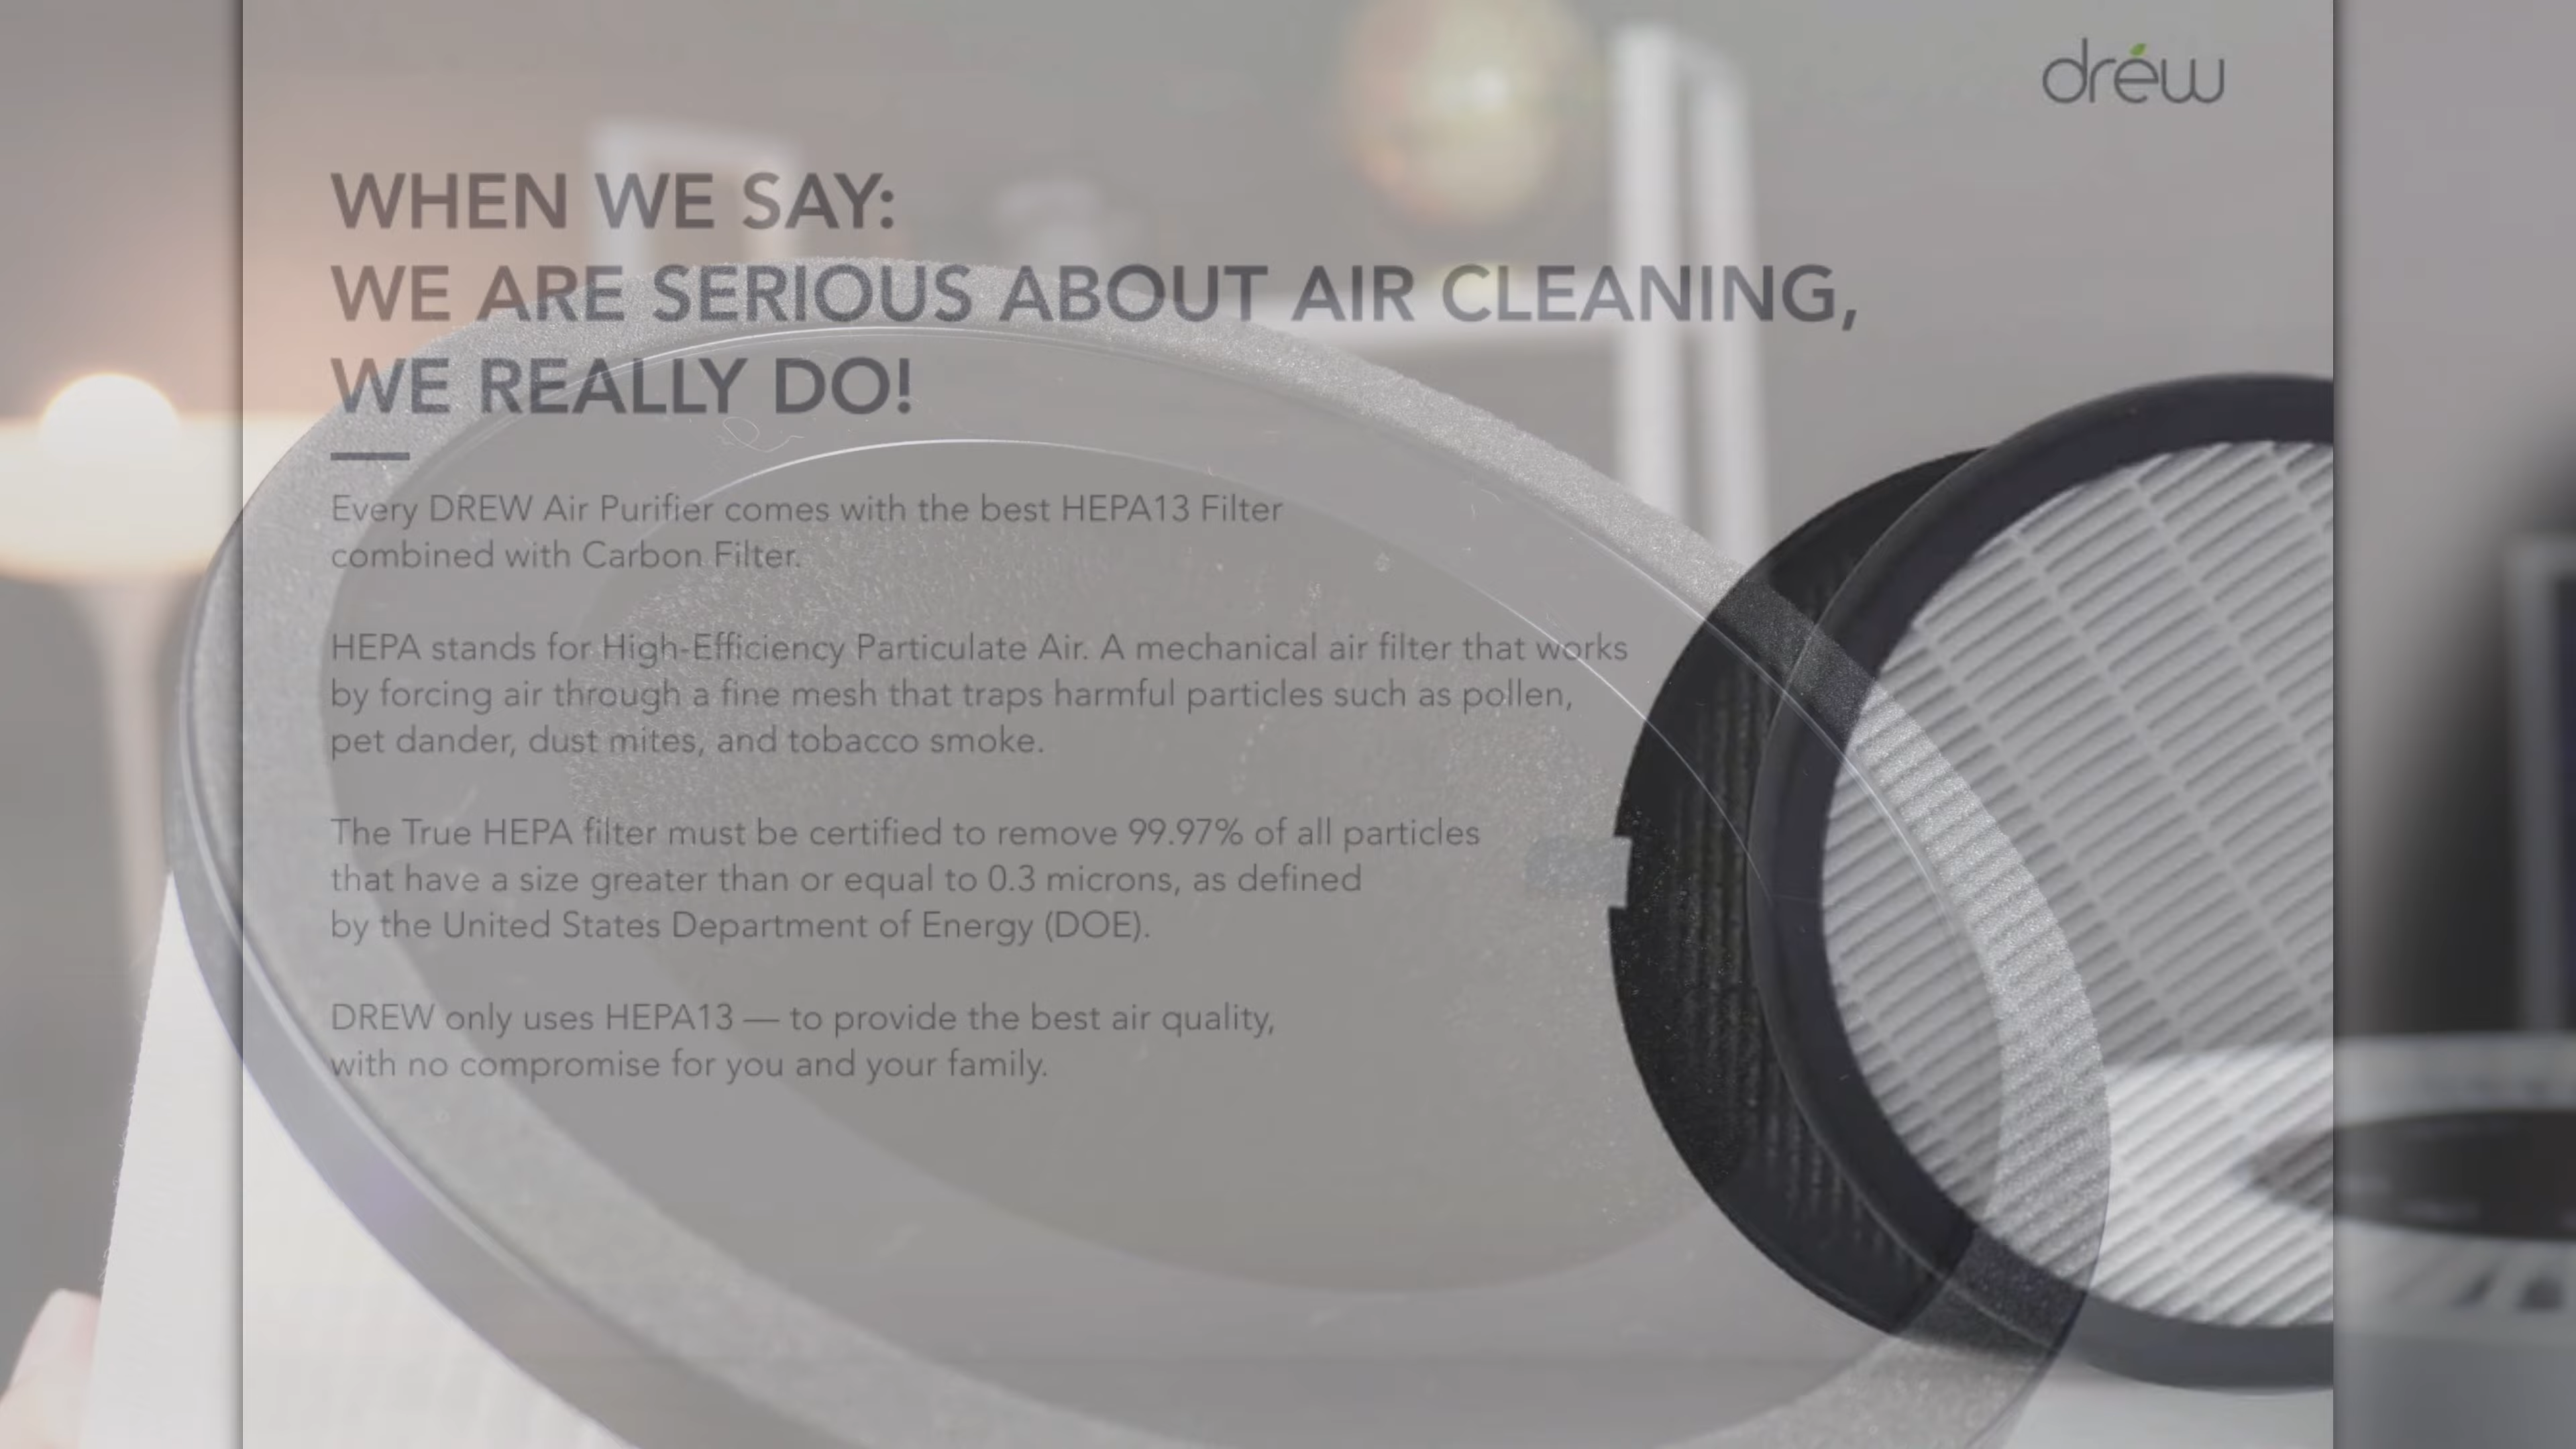 drew
WHEN WE SAY:
WE ARE SERIOUS ABOUT AIR CLEANING,
WE REALLY DO!
Every DREW Air Purifier comes with the best HEPA13 Filter
combined with Carbon Filter.
HEPA stands for High-Efficiency Particulate Air. A mechanical air filter that works
by forcing air through a fine mesh that traps harmful particles such as pollen,
pet dander, dust mites, and tobacco smoke.
The True HEPA filter must be certified to remove 99.97% of all particles
that have a size greater than or equal to 0.3 microns, as defined
by the United States Department of Energy (DOE).
DREW only uses HEPA13 — to provide the best air quality,
with no compromise for you and your family.